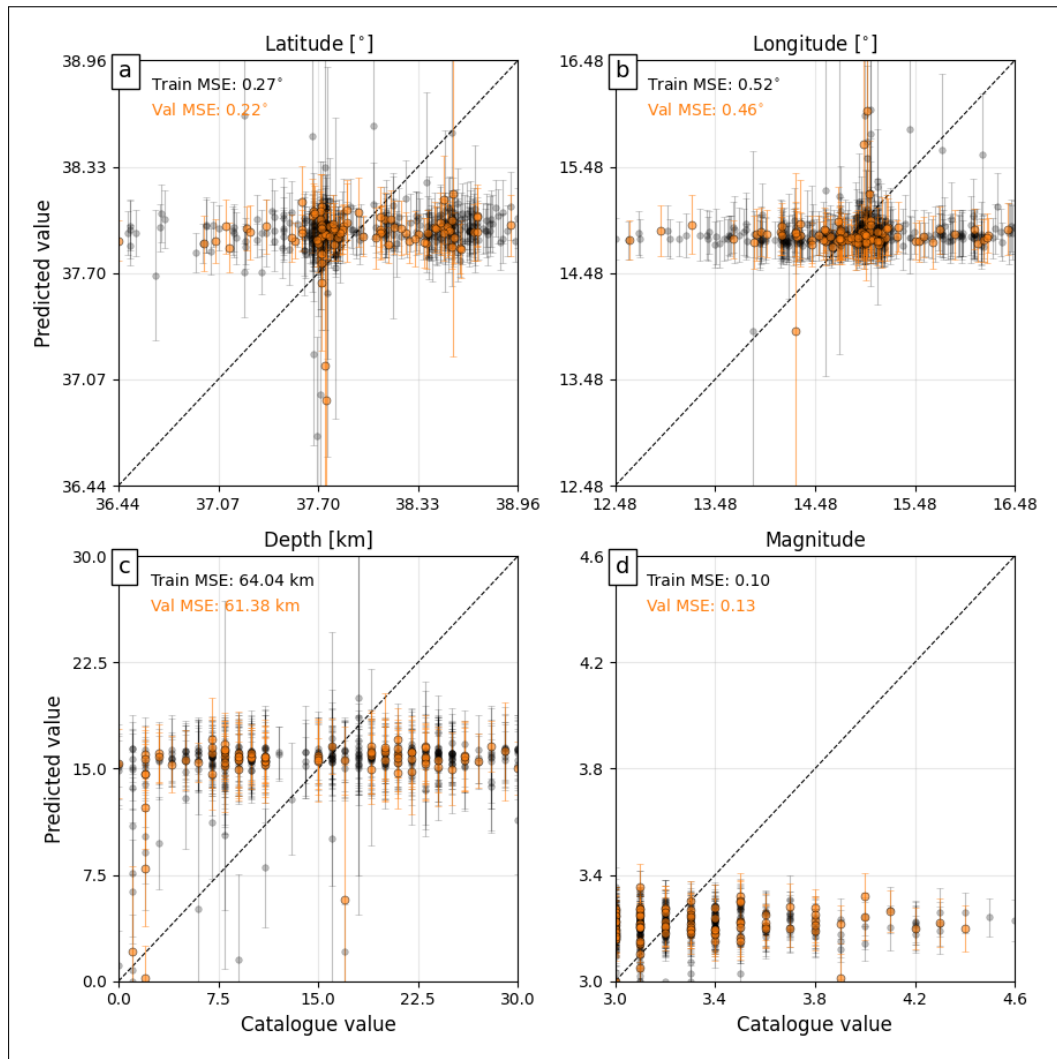 Latitude [°]
Longitude [°]
38.96
a
Train MSE: 0.27°
Val MSE: 0.22°
38.33
37.70
37.07
36.44
Predicted value
36.44 37.07 37.70 38.33 38.96
16.48
b
Train MSE: 0.52°
Val MSE: 0.46°
15.48
14.48
13.48
12.48
12.48 13.48 14.48 15.48 16.48
Depth [km]
Magnitude
30.0
c
Train MSE: 64.04 km
Val MSE: 61.38 km
22.5
15.0
7.5
0.0
Predicted value
0.0 7.5 15.0 22.5 30.0
Catalogue value
4.6
d
Train MSE: 0.10
Val MSE: 0.13
4.2
3.8
3.4
3.0
3.0 3.4 3.8 4.2 4.6
Catalogue value